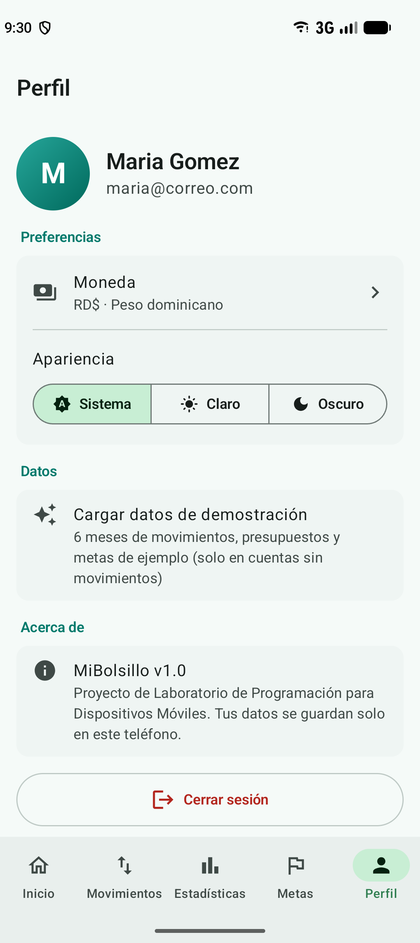 9:30
3G
Perfil
M
Maria Gomez
maria@correo.com
Preferencias
Moneda
RD$ · Peso dominicano
Apariencia
Sistema
Claro
Oscuro
Datos
Cargar datos de demostración
6 meses de movimientos, presupuestos y
metas de ejemplo (solo en cuentas sin
movimientos)
Acerca de
MiBolsillo v1.0
Proyecto de Laboratorio de Programación para
Dispositivos Móviles. Tus datos se guardan solo
en este teléfono.
Cerrar sesión
Inicio
Movimientos
Estadísticas
Metas
Perfil